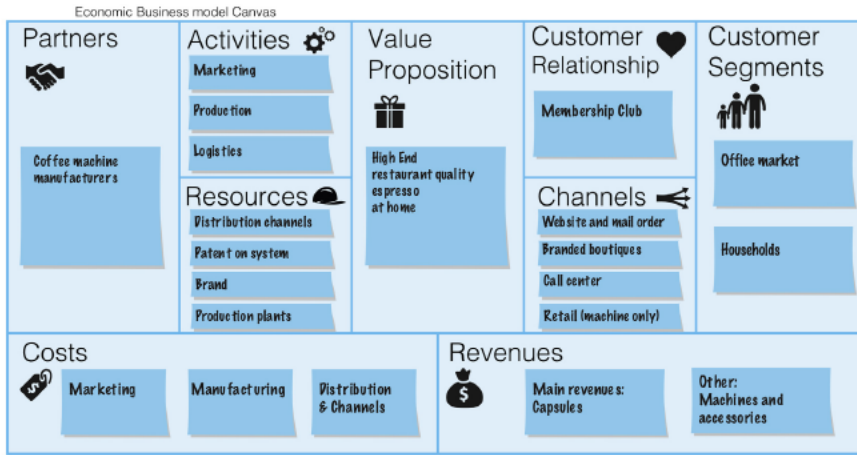 Economic Business model Canvas
Partners
Coffee machine
manufacturers
Activities
Marketing
Production
Logistics
Resources
Distribution channels
Patent on system
Brand
Production plants
Value
Proposition
High End
restaurant quality
espresso
at home
Customer
Relationship
Membership Club
Channels
Website and mail order
Branded boutiques
Call center
Retail (machine only)
Customer
Segments
Office market
Households
Costs
$
Marketing
Manufacturing
Distribution
& Channels
Revenues
$
Main revenues:
Capsules
Other:
Machines and
accessories